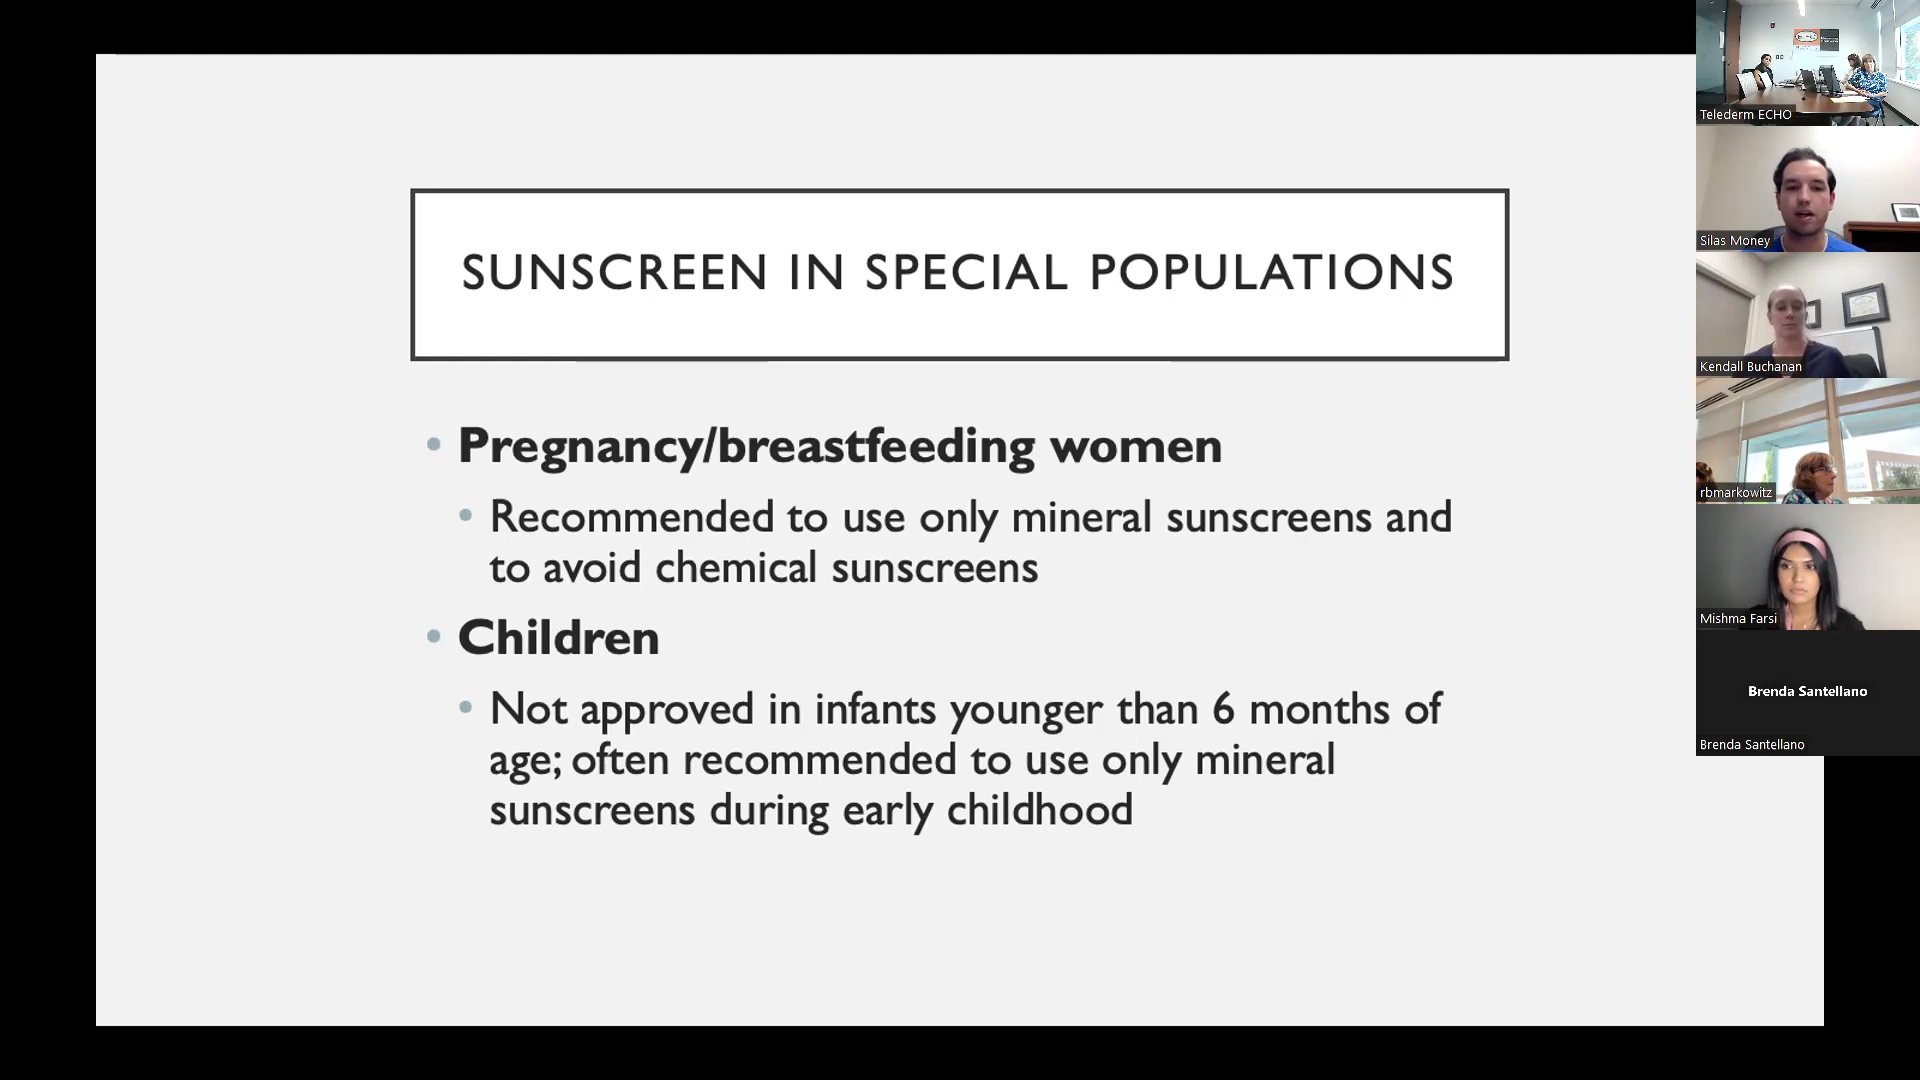 SUNSCREEN IN SPECIAL POPULATIONS
• Pregnancy/breastfeeding women
• Recommended to use only mineral sunscreens and
to avoid chemical sunscreens
• Children
• Not approved in infants younger than 6 months of
age; often recommended to use only mineral
sunscreens during early childhood
Telederm ECHO
Silas Money
Kendall Buchanan
rbmarkowitz
Mishma Farsi
Brenda Santellano
Brenda Santellano